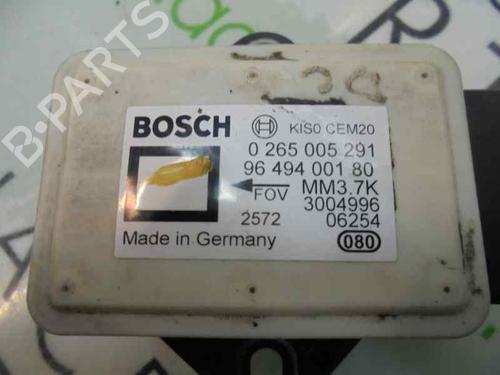 B-PARTS
BOSCH KIS0 CEM20
0 265 005 291
96 494 001 80
FOV MM3.7K
3004996
2572 06254
Made in Germany 080